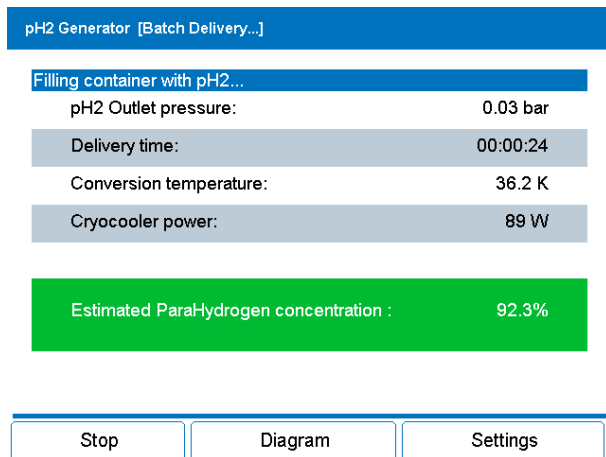 pH2 Generator [Batch Delivery...]
Filling container with pH2...
pH2 Outlet pressure: 0.03 bar
Delivery time: 00:00:24
Conversion temperature: 36.2 K
Cryocooler power: 89 W
Estimated ParaHydrogen concentration : 92.3%
Stop Diagram Settings